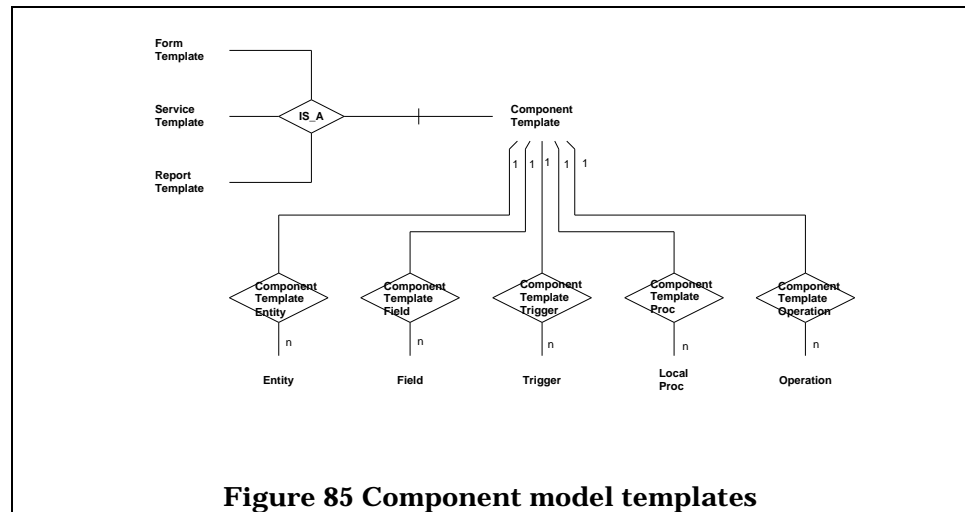 Form
Template
Service
Template
IS_A
Component
Template
Report
Template
1 1 1 1 1
Component
Template
Entity
Component
Template
Field
Component
Template
Trigger
Component
Template
Proc
Component
Template
Operation
n n n n n
Entity
Field
Trigger
Local
Proc
Operation
Figure 85 Component model templates